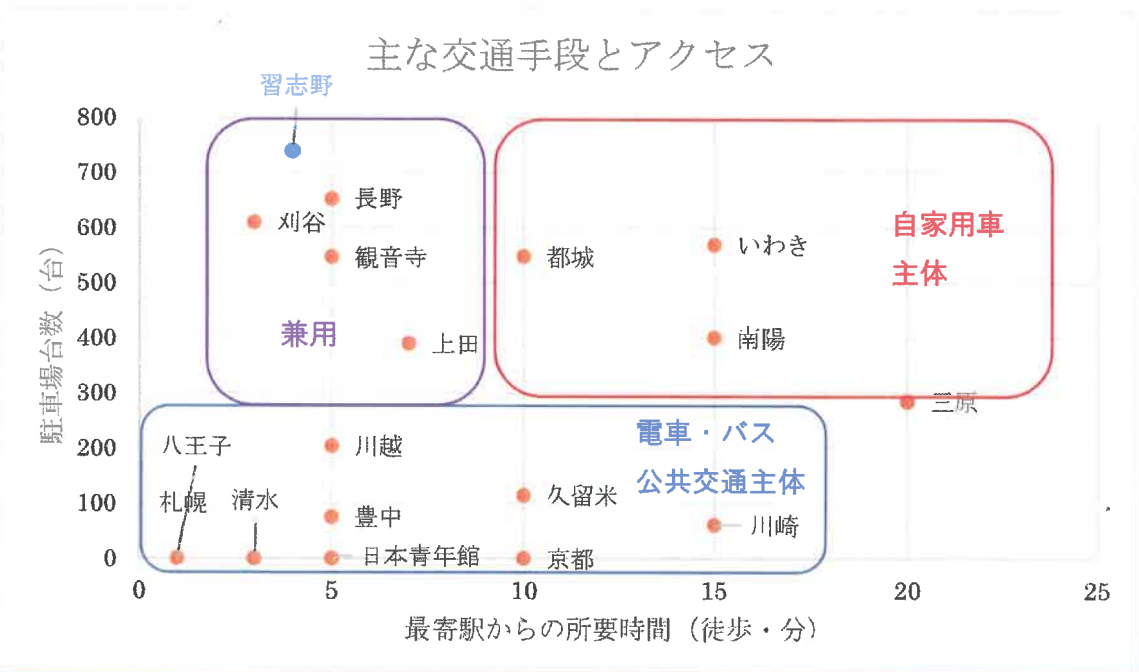 主な交通手段とアクセス
習志野
800
700
600
500
400
300
200
100
0
駐車場台数（台）
長野
刈谷
観音寺
兼用
上田
都城
いわき
南陽
自家用車
主体
三原
八王子
札幌
清水
川越
豊中
日本青年館
電車・バス
公共交通主体
久留米
川崎
京都
0
5
10
15
20
25
最寄駅からの所要時間（徒歩・分）